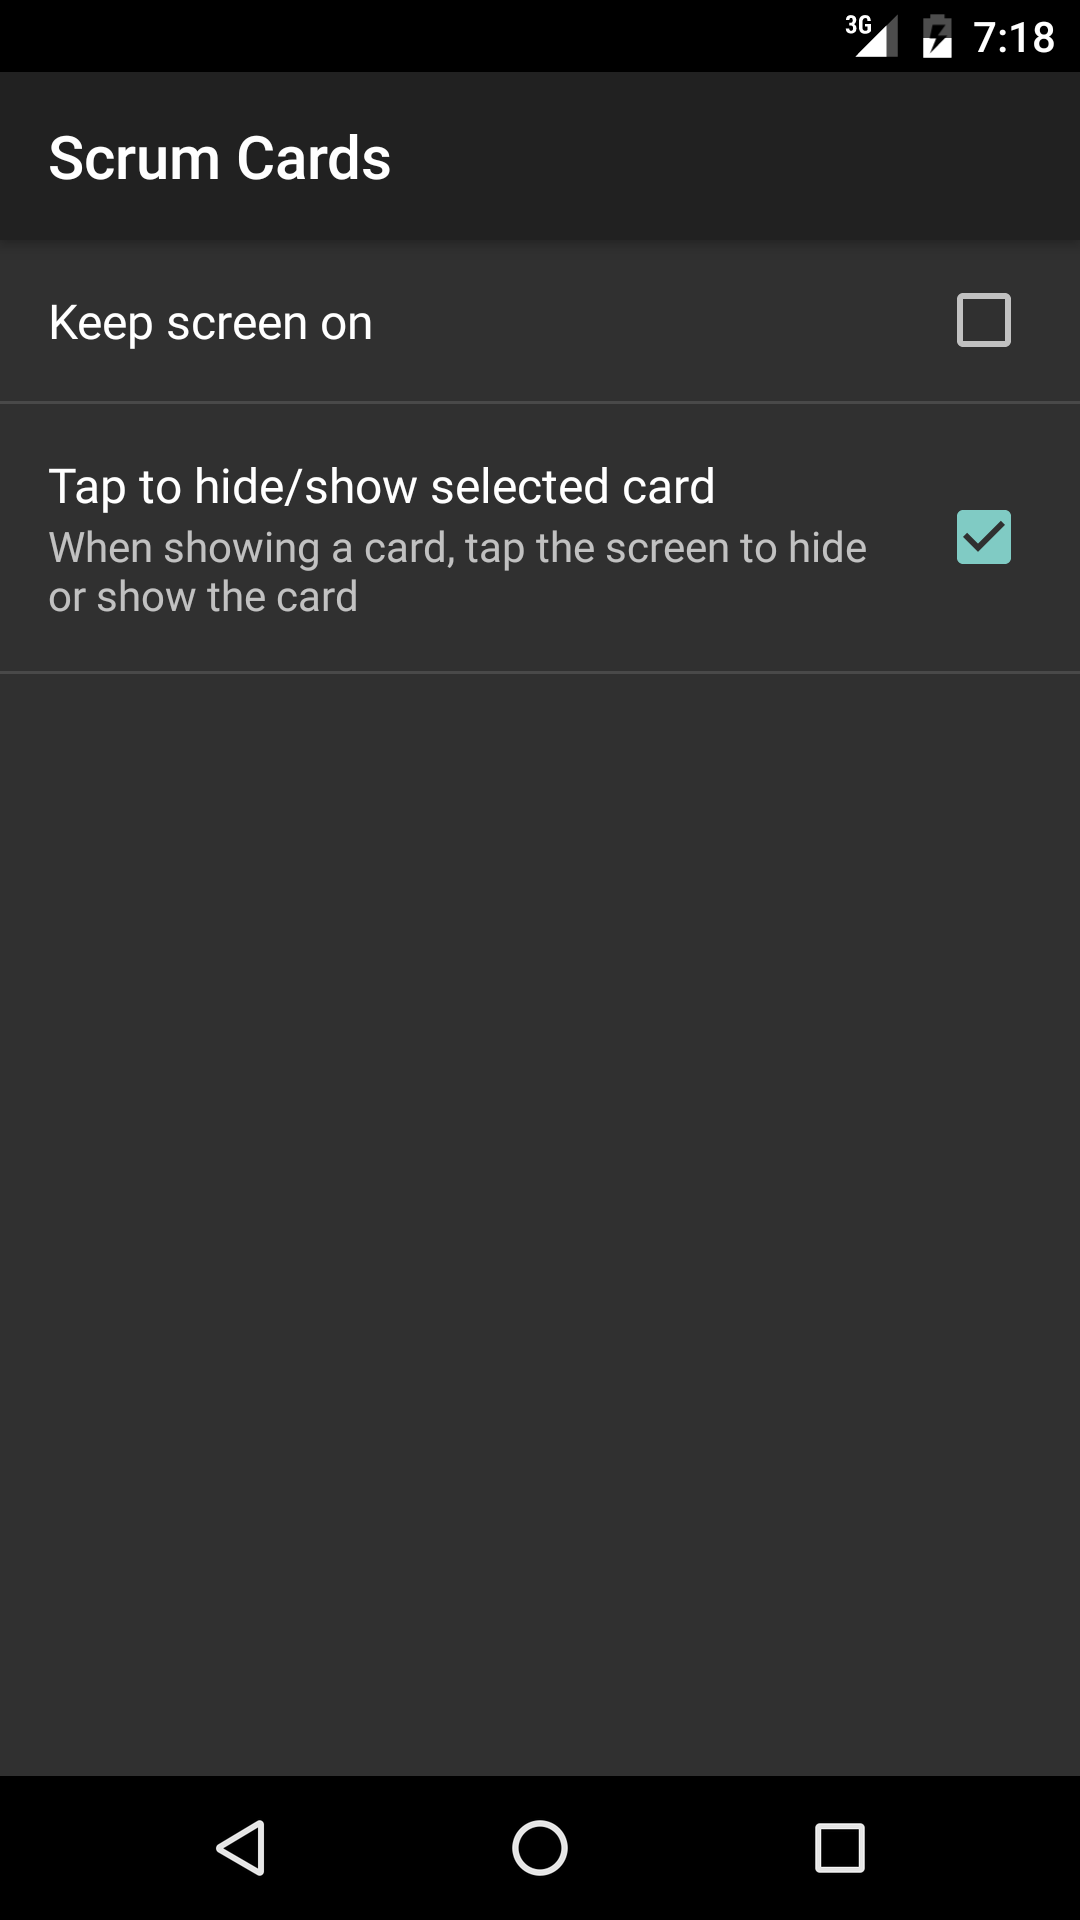 3G 7:18
Scrum Cards
Keep screen on
Tap to hide/show selected card
When showing a card, tap the screen to hide
or show the card